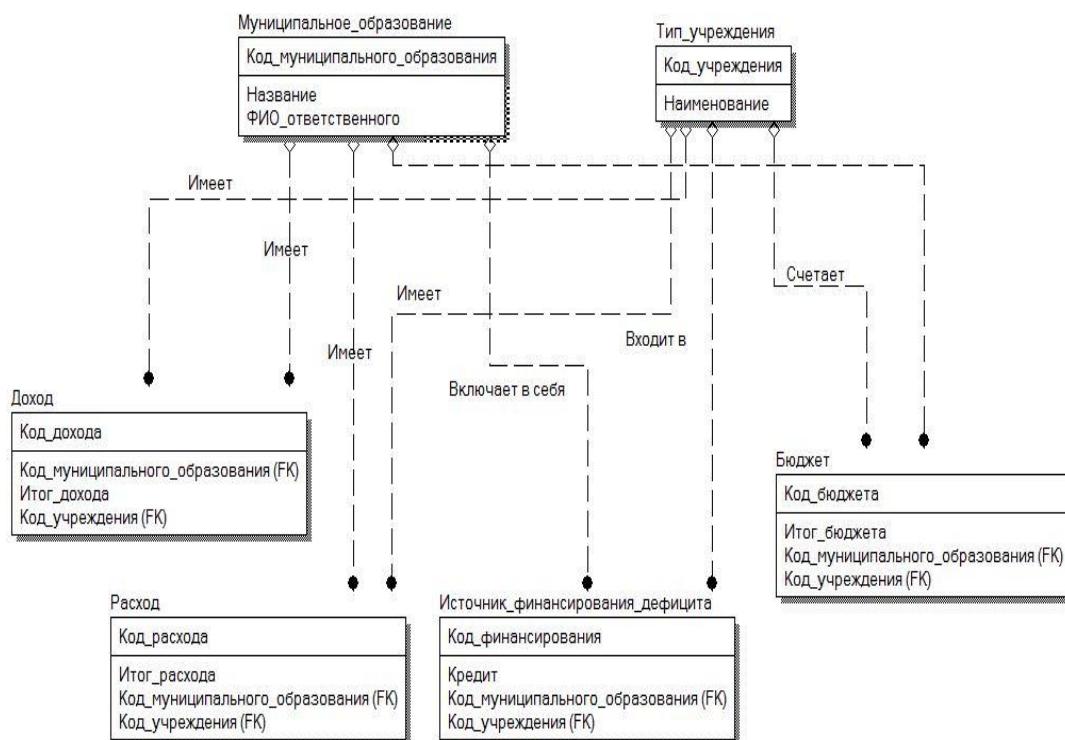 Муниципальное_образование
Код_муниципального_образования
Название
ФИО_ответственного
Тип_учреждения
Код_учреждения
Наименование
Имеет
Имеет
Имеет
Имеет
Входит в
Счетает
Включает в себя
Доход
Код_дохода
Код_муниципального_образования (FK)
Итог_дохода
Код_учреждения (FK)
Бюджет
Код_бюджета
Итог_бюджета
Код_муниципального_образования (FK)
Код_учреждения (FK)
Расход
Код_расхода
Итог_расхода
Код_муниципального_образования (FK)
Код_учреждения (FK)
Источник_финансирования_дефицита
Код_финансирования
Кредит
Код_муниципального_образования (FK)
Код_учреждения (FK)